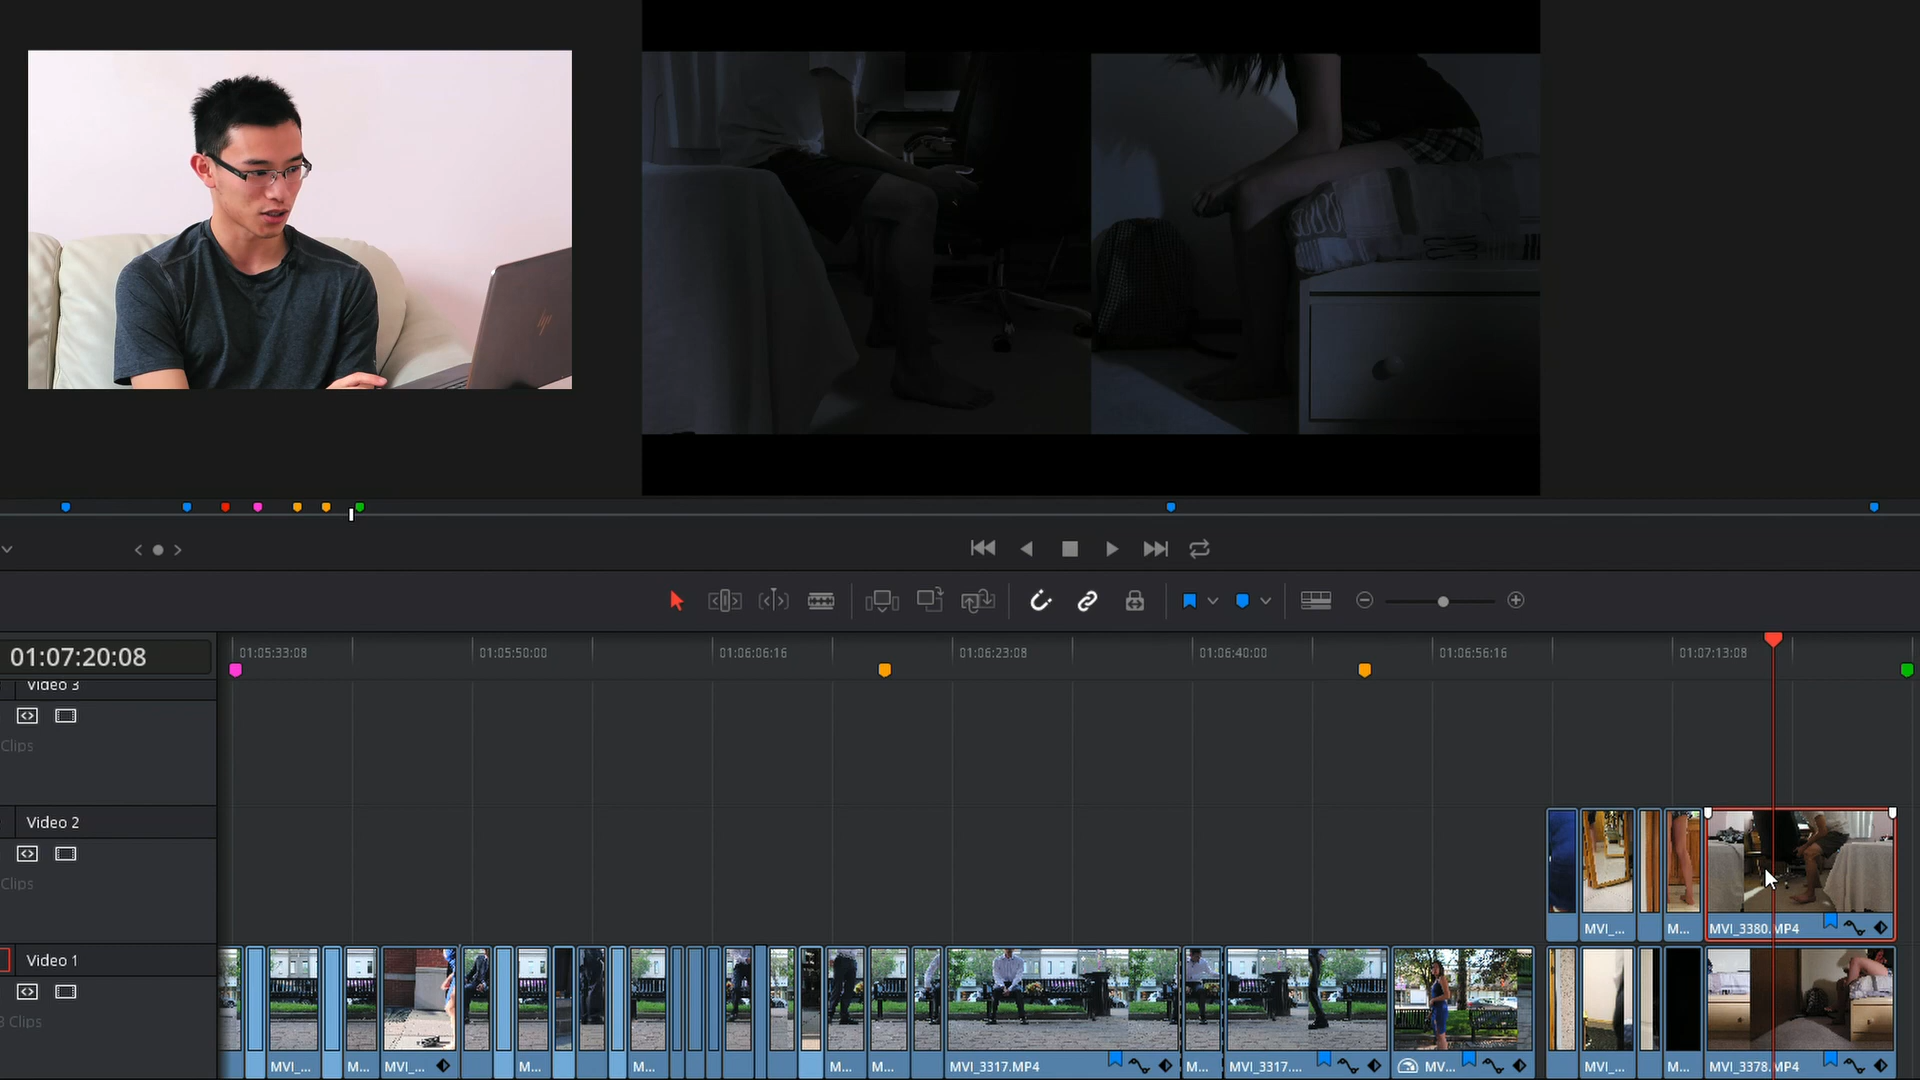 hp
01:07:20:08
01:05:33:08
01:05:50:00
01:06:06:16
01:06:23:08
01:06:40:00
01:06:56:16
01:07:13:08
Video 3
Clips
Video 2
Clips
MVI_...
M...
MVI_3380.MP4
Video 1
3 Clips
MVI_...
M...
MVI_...
M...
M...
M...
M...
MVI_3317.MP4
M...
MVI_3317....
MV...
MVI_...
M...
MVI_3378.MP4